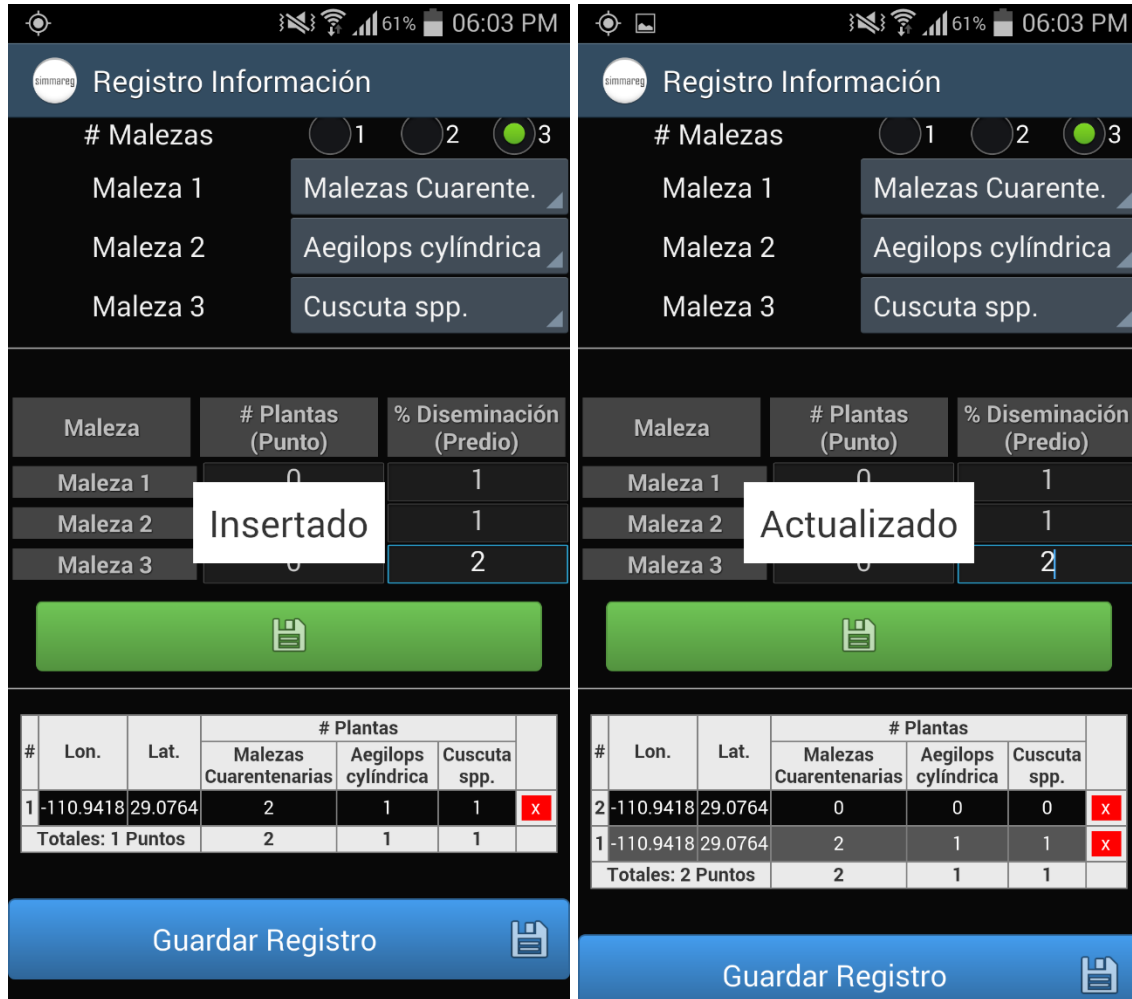 61% 06:03 PM
simmareg Registro Información
# Malezas 1 2 3
Maleza 1 Malezas Cuarente.
Maleza 2 Aegilops cylíndrica
Maleza 3 Cuscuta spp.
Maleza # Plantas (Punto) % Diseminación (Predio)
Maleza 1 0 1
Maleza 2 1
Maleza 3 0 2
Insertado
# Plantas
# Lon. Lat. Malezas Cuarentenarias Aegilops cylíndrica Cuscuta spp.
1 -110.9418 29.0764 2 1 1 x
Totales: 1 Puntos 2 1 1
Guardar Registro
61% 06:03 PM
simmareg Registro Información
# Malezas 1 2 3
Maleza 1 Malezas Cuarente.
Maleza 2 Aegilops cylíndrica
Maleza 3 Cuscuta spp.
Maleza # Plantas (Punto) % Diseminación (Predio)
Maleza 1 0 1
Maleza 2 1
Maleza 3 0 2
Actualizado
# Plantas
# Lon. Lat. Malezas Cuarentenarias Aegilops cylíndrica Cuscuta spp.
2 -110.9418 29.0764 0 0 0 x
1 -110.9418 29.0764 2 1 1 x
Totales: 2 Puntos 2 1 1
Guardar Registro